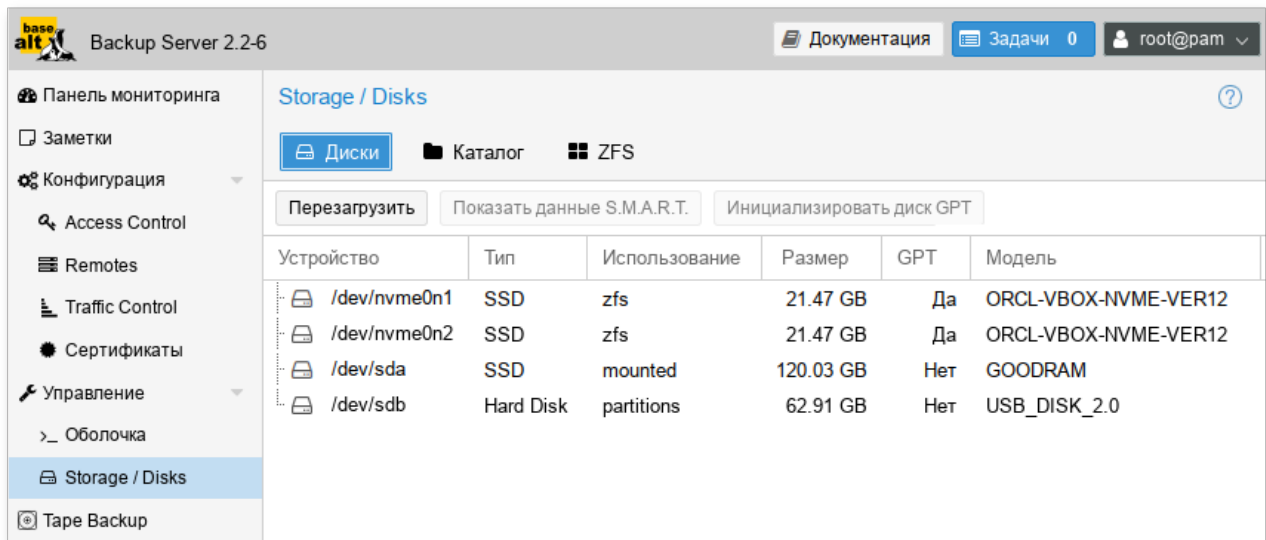 base alt Backup Server 2.2-6 Документация Задачи 0 root@pam
Панель мониторинга
Заметки
Конфигурация
Access Control
Remotes
Traffic Control
Сертификаты
Управление
Оболочка
Storage / Disks
Tape Backup
Storage / Disks ?
Диски Каталог ZFS
Перезагрузить Показать данные S.M.A.R.T. Инициализировать диск GPT
Устройство Тип Использование Размер GPT Модель
/dev/nvme0n1 SSD zfs 21.47 GB Да ORCL-VBOX-NVME-VER12
/dev/nvme0n2 SSD zfs 21.47 GB Да ORCL-VBOX-NVME-VER12
/dev/sda SSD mounted 120.03 GB Нет GOODRAM
/dev/sdb Hard Disk partitions 62.91 GB Нет USB_DISK_2.0